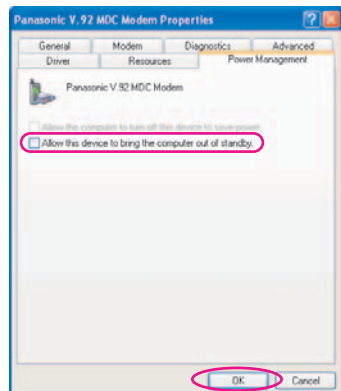 Panasonic V.92 MDC Modem Properties
General Modem Diagnostics Advanced
Driver Resources Power Management
Panasonic V.92 MDC Modem
Allow the computer to turn off this device to save power.
Allow this device to bring the computer out of standby.
OK Cancel